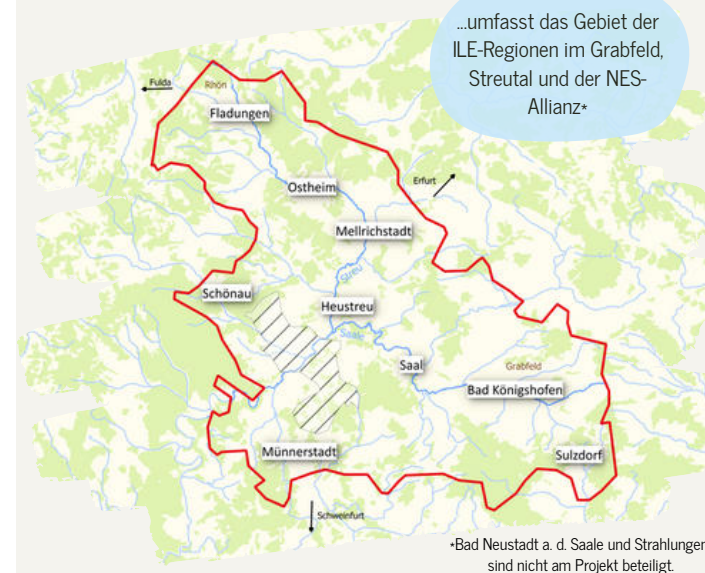 ...umfasst das Gebiet der
ILE-Regionen im Grabfeld,
Streutal und der NES-
Allianz*
Fulda
Rhön
Fladungen
Erfurt
Ostheim
Mellrichstadt
Streu
Schönau
Heustreu
Saale
Saal
Grabfeld
Bad Königshofen
Münnerstadt
Sulzdorf
Schweinfurt
*Bad Neustadt a. d. Saale und Strahlungen
sind nicht am Projekt beteiligt.